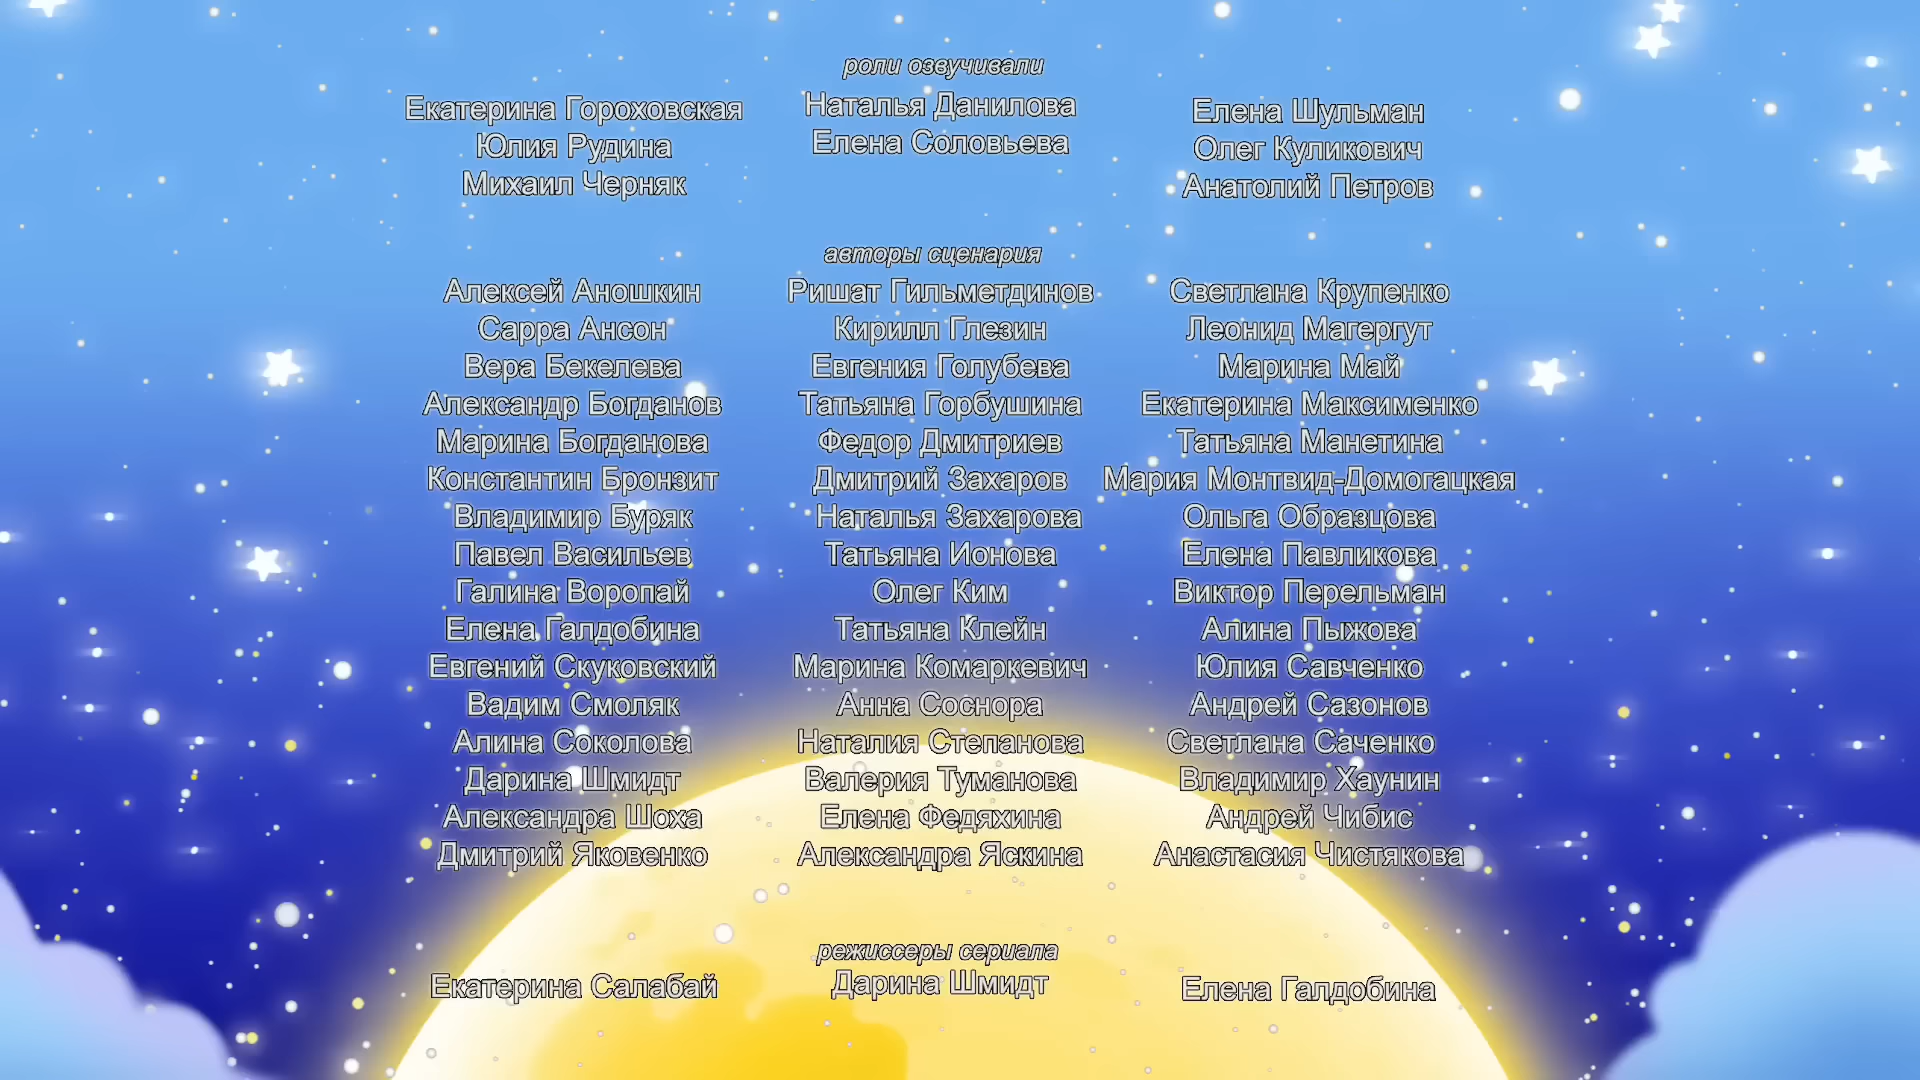 роли озвучивали
Екатерина Гороховская Наталья Данилова Елена Шульман
Юлия Рудина Елена Соловьева Олег Куликович
Михаил Черняк Анатолий Петров
авторы сценария
Алексей Аношкин Ришат Гильметдинов Светлана Крупенко
Сарра Ансон Кирилл Глезин Леонид Магергут
Вера Бекелева Евгения Голубева Марина Май
Александр Богданов Татьяна Горбушина Екатерина Максименко
Марина Богданова Федор Дмитриев Татьяна Манетина
Константин Бронзит Дмитрий Захаров Мария Монтвид-Домогацкая
Владимир Буряк Наталья Захарова Ольга Образцова
Павел Васильев Татьяна Ионова Елена Павликова
Галина Воропай Олег Ким Виктор Перельман
Елена Галдобина Татьяна Клейн Алина Пыжова
Евгений Скуковский Марина Комаркевич Юлия Савченко
Вадим Смоляк Анна Соснора Андрей Сазонов
Алина Соколова Наталия Степанова Светлана Саченко
Дарина Шмидт Валерия Туманова Владимир Хаунин
Александра Шоха Елена Федяхина Андрей Чибис
Дмитрий Яковенко Александра Яскина Анастасия Чистякова
режиссеры сериала
Екатерина Салабай Дарина Шмидт Елена Галдобина